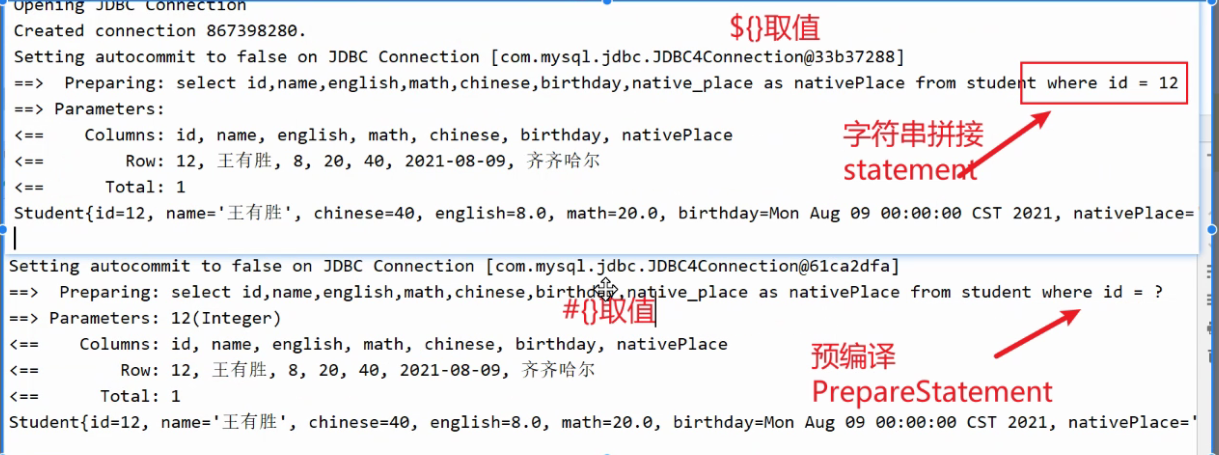 Opening JDBC Connection
Created connection 867398280.
${}取值
Setting autocommit to false on JDBC Connection [com.mysql.jdbc.JDBC4Connection@33b37288]
==>  Preparing: select id,name,english,math,chinese,birthday,native_place as nativePlace from student where id = 12
==> Parameters:
<==    Columns: id, name, english, math, chinese, birthday, nativePlace
字符串拼接
statement
<==        Row: 12, 王有胜, 8, 20, 40, 2021-08-09, 齐齐哈尔
<==      Total: 1
Student{id=12, name='王有胜', chinese=40, english=8.0, math=20.0, birthday=Mon Aug 09 00:00:00 CST 2021, nativePlace='
Setting autocommit to false on JDBC Connection [com.mysql.jdbc.JDBC4Connection@61ca2dfa]
==>  Preparing: select id,name,english,math,chinese,birthday,native_place as nativePlace from student where id = ?
#{}取值
==> Parameters: 12(Integer)
<==    Columns: id, name, english, math, chinese, birthday, nativePlace
预编译
PrepareStatement
<==        Row: 12, 王有胜, 8, 20, 40, 2021-08-09, 齐齐哈尔
<==      Total: 1
Student{id=12, name='王有胜', chinese=40, english=8.0, math=20.0, birthday=Mon Aug 09 00:00:00 CST 2021, nativePlace='